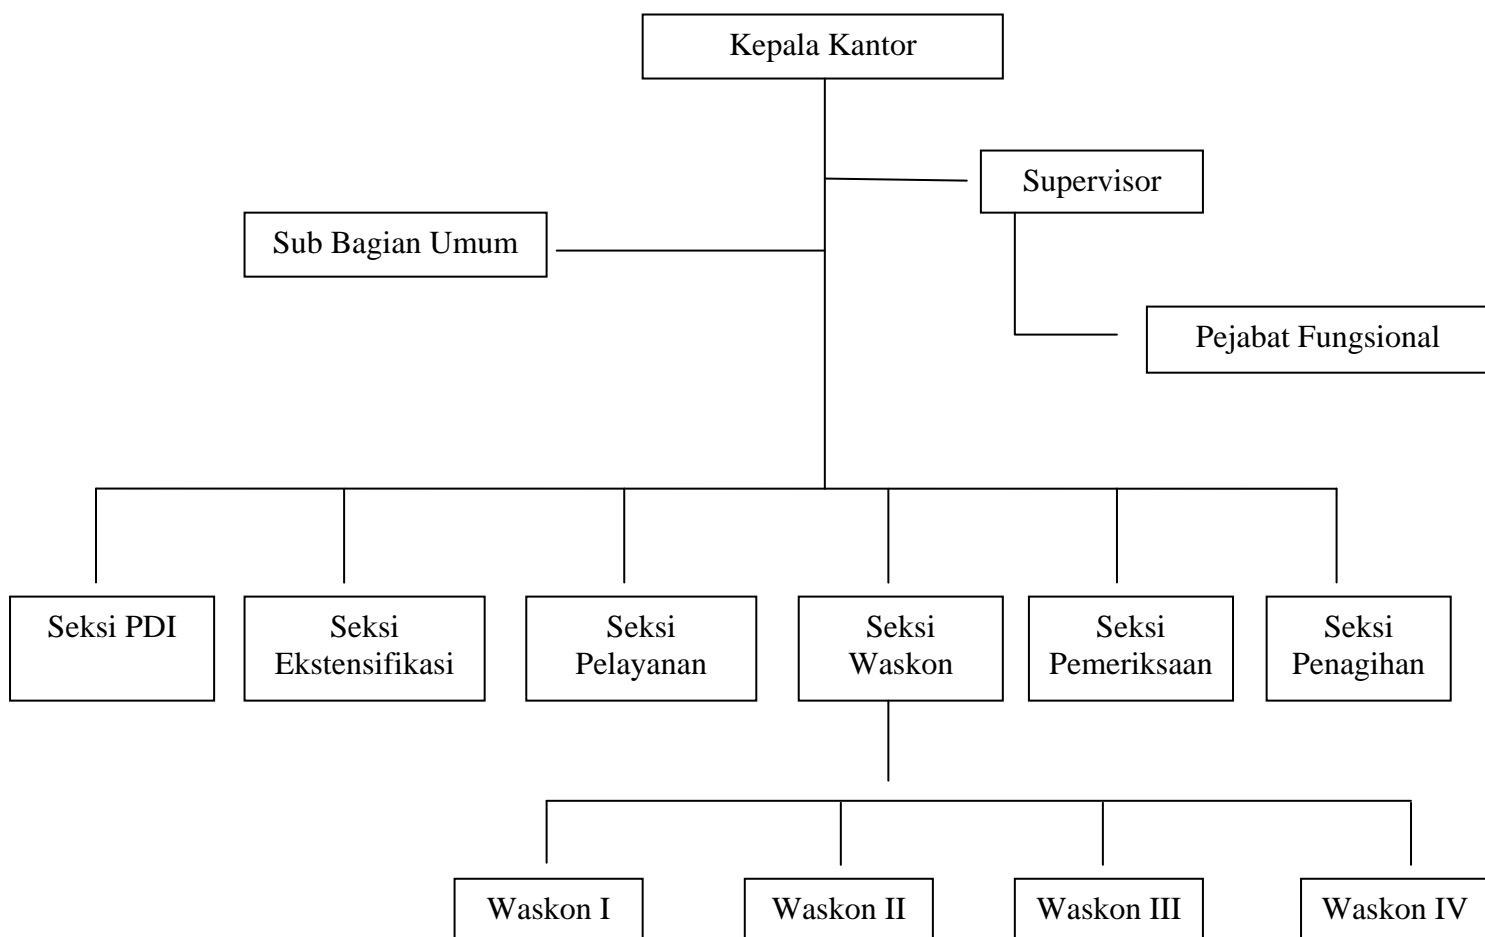 Kepala Kantor
Supervisor
Sub Bagian Umum
Pejabat Fungsional
Seksi PDI
Seksi
Ekstensifikasi
Seksi
Pelayanan
Seksi
Waskon
Seksi
Pemeriksaan
Seksi
Penagihan
Waskon I
Waskon II
Waskon III
Waskon IV